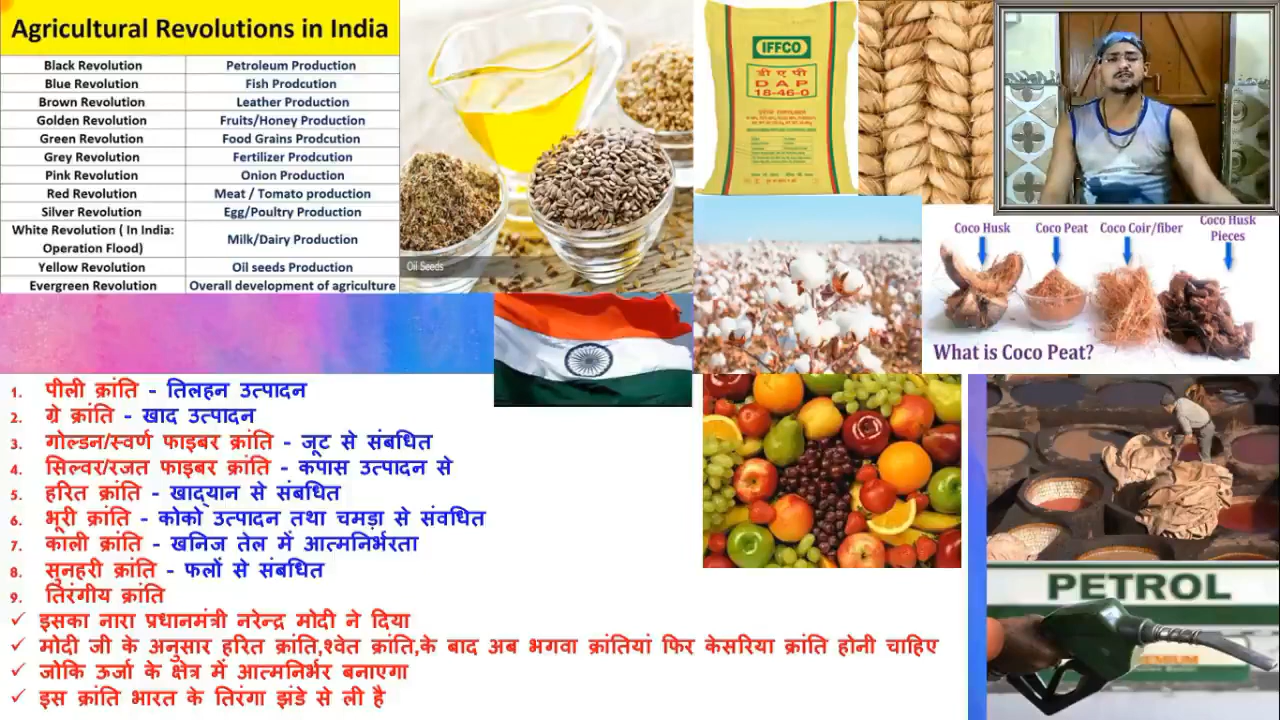 Agricultural Revolutions in India
Black Revolution Petroleum Production
Blue Revolution Fish Prodcution
Brown Revolution Leather Production
Golden Revolution Fruits/Honey Production
Green Revolution Food Grains Production
Grey Revolution Fertilizer Prodcution
Pink Revolution Onion Production
Red Revolution Meat / Tomato production
Silver Revolution Egg/Poultry Production
White Revolution ( In India: Operation Flood) Milk/Dairy Production
Yellow Revolution Oil seeds Production
Evergreen Revolution Overall development of agriculture
Oil Seeds
IFFCO
डी ए पी
D A P
18-46-0
Coco Husk Coco Peat Coco Coir/fiber Coco Husk Pieces
What is Coco Peat?
1. पीली क्रांति - तिलहन उत्पादन
2. ग्रे क्रांति - खाद उत्पादन
3. गोल्डन/स्वर्ण फाइबर क्रांति - जूट से संबधित
4. सिल्वर/रजत फाइबर क्रांति - कपास उत्पादन से
5. हरित क्रांति - खाद्यान से संबधित
6. भूरी क्रांति - कोको उत्पादन तथा चमड़ा से संवधित
7. काली क्रांति - खनिज तेल में आत्मनिर्भरता
8. सुनहरी क्रांति - फलों से संबधित
9. तिरंगीय क्रांति
✓ इसका नारा प्रधानमंत्री नरेन्द्र मोदी ने दिया
✓ मोदी जी के अनुसार हरित क्रांति,श्वेत क्रांति,के बाद अब भगवा क्रांतियां फिर केसरिया क्रांति होनी चाहिए
✓ जोकि ऊर्जा के क्षेत्र में आत्मनिर्भर बनाएगा
✓ इस क्रांति भारत के तिरंगा झंडे से ली है
PETROL